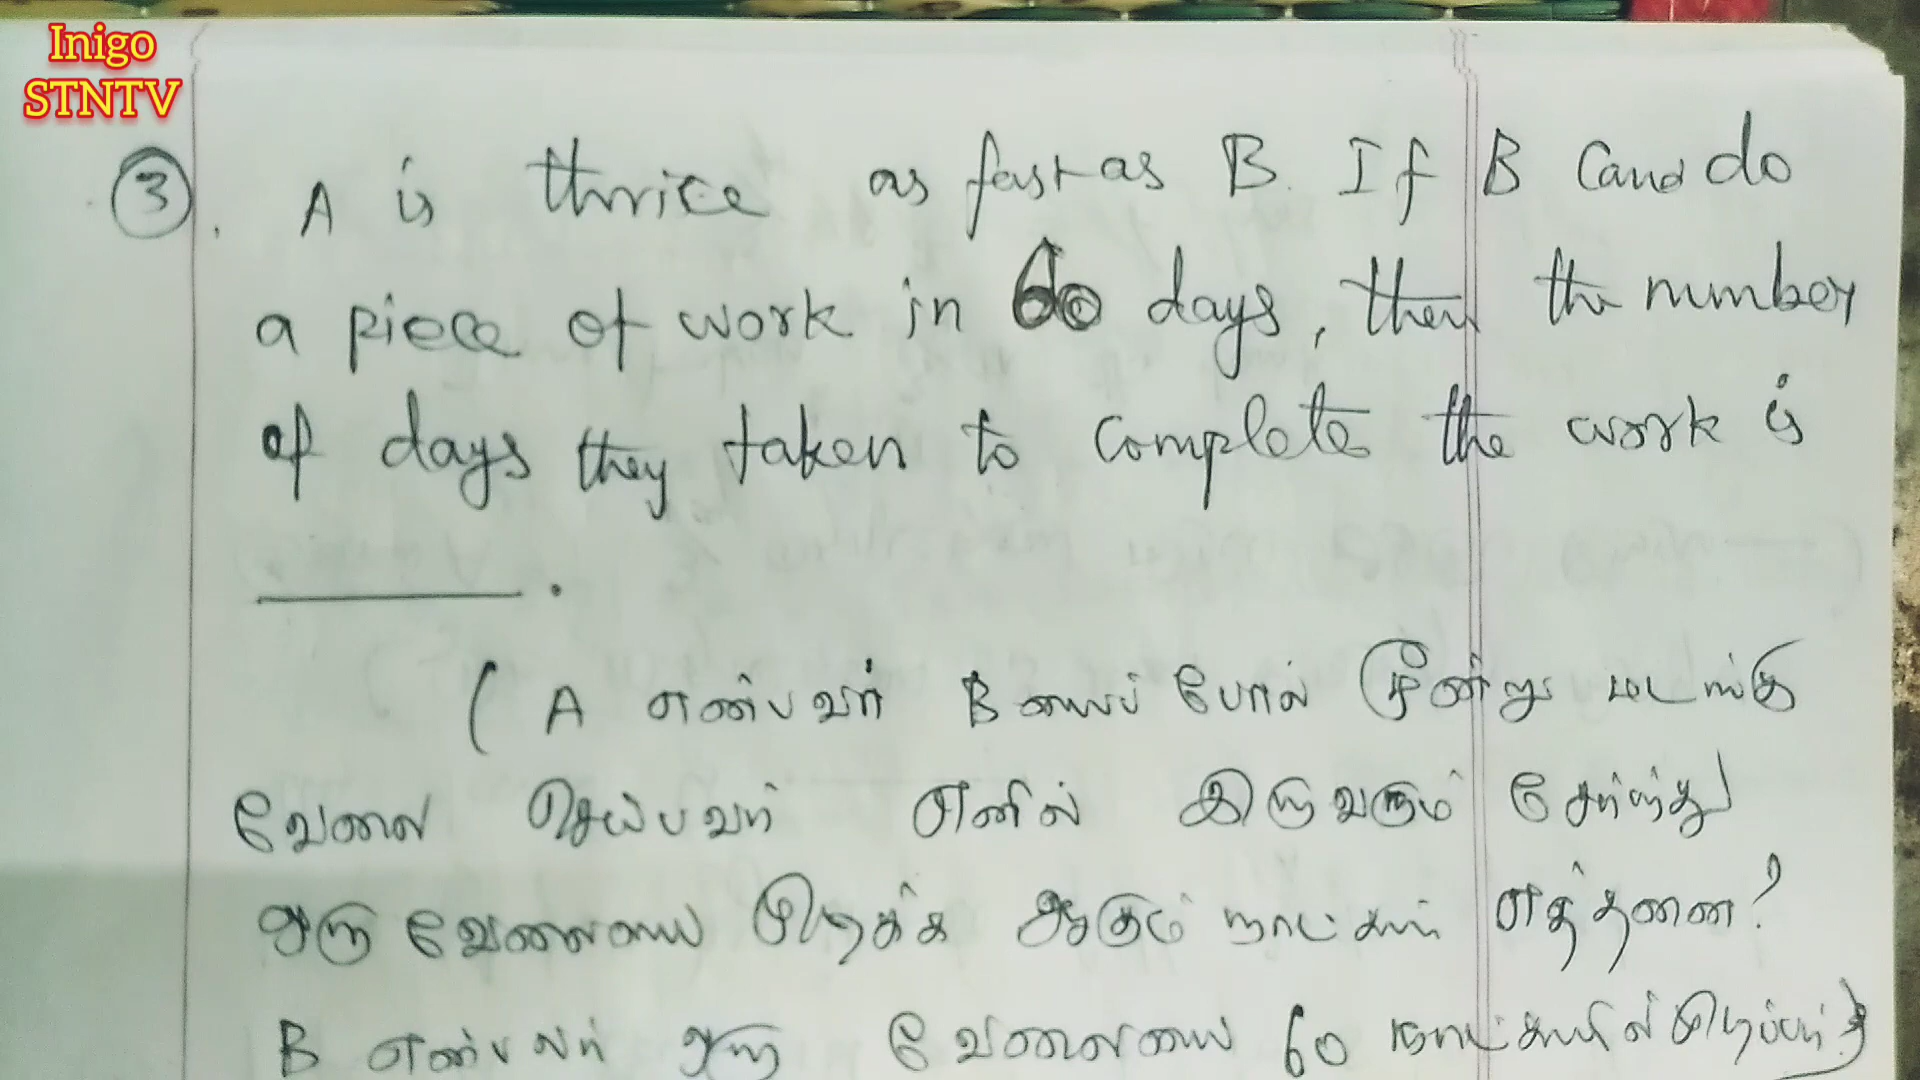 Inigo
STNTV
3. A is thrice as fast as B. If B Can do
a piece of work in 60 days, then the number
of days they taken to complete the work is
________.
( A என்பவர் B யைப் போல் மூன்று மடங்கு
வேலை செய்பவர் எனில் இருவரும் சேர்ந்து
ஒரு வேலையை முடிக்க ஆகும் நாட்கள் எத்தனை?
B என்பவர் ஒரு வேலையை 60 நாட்களில் முடிப்பார்)